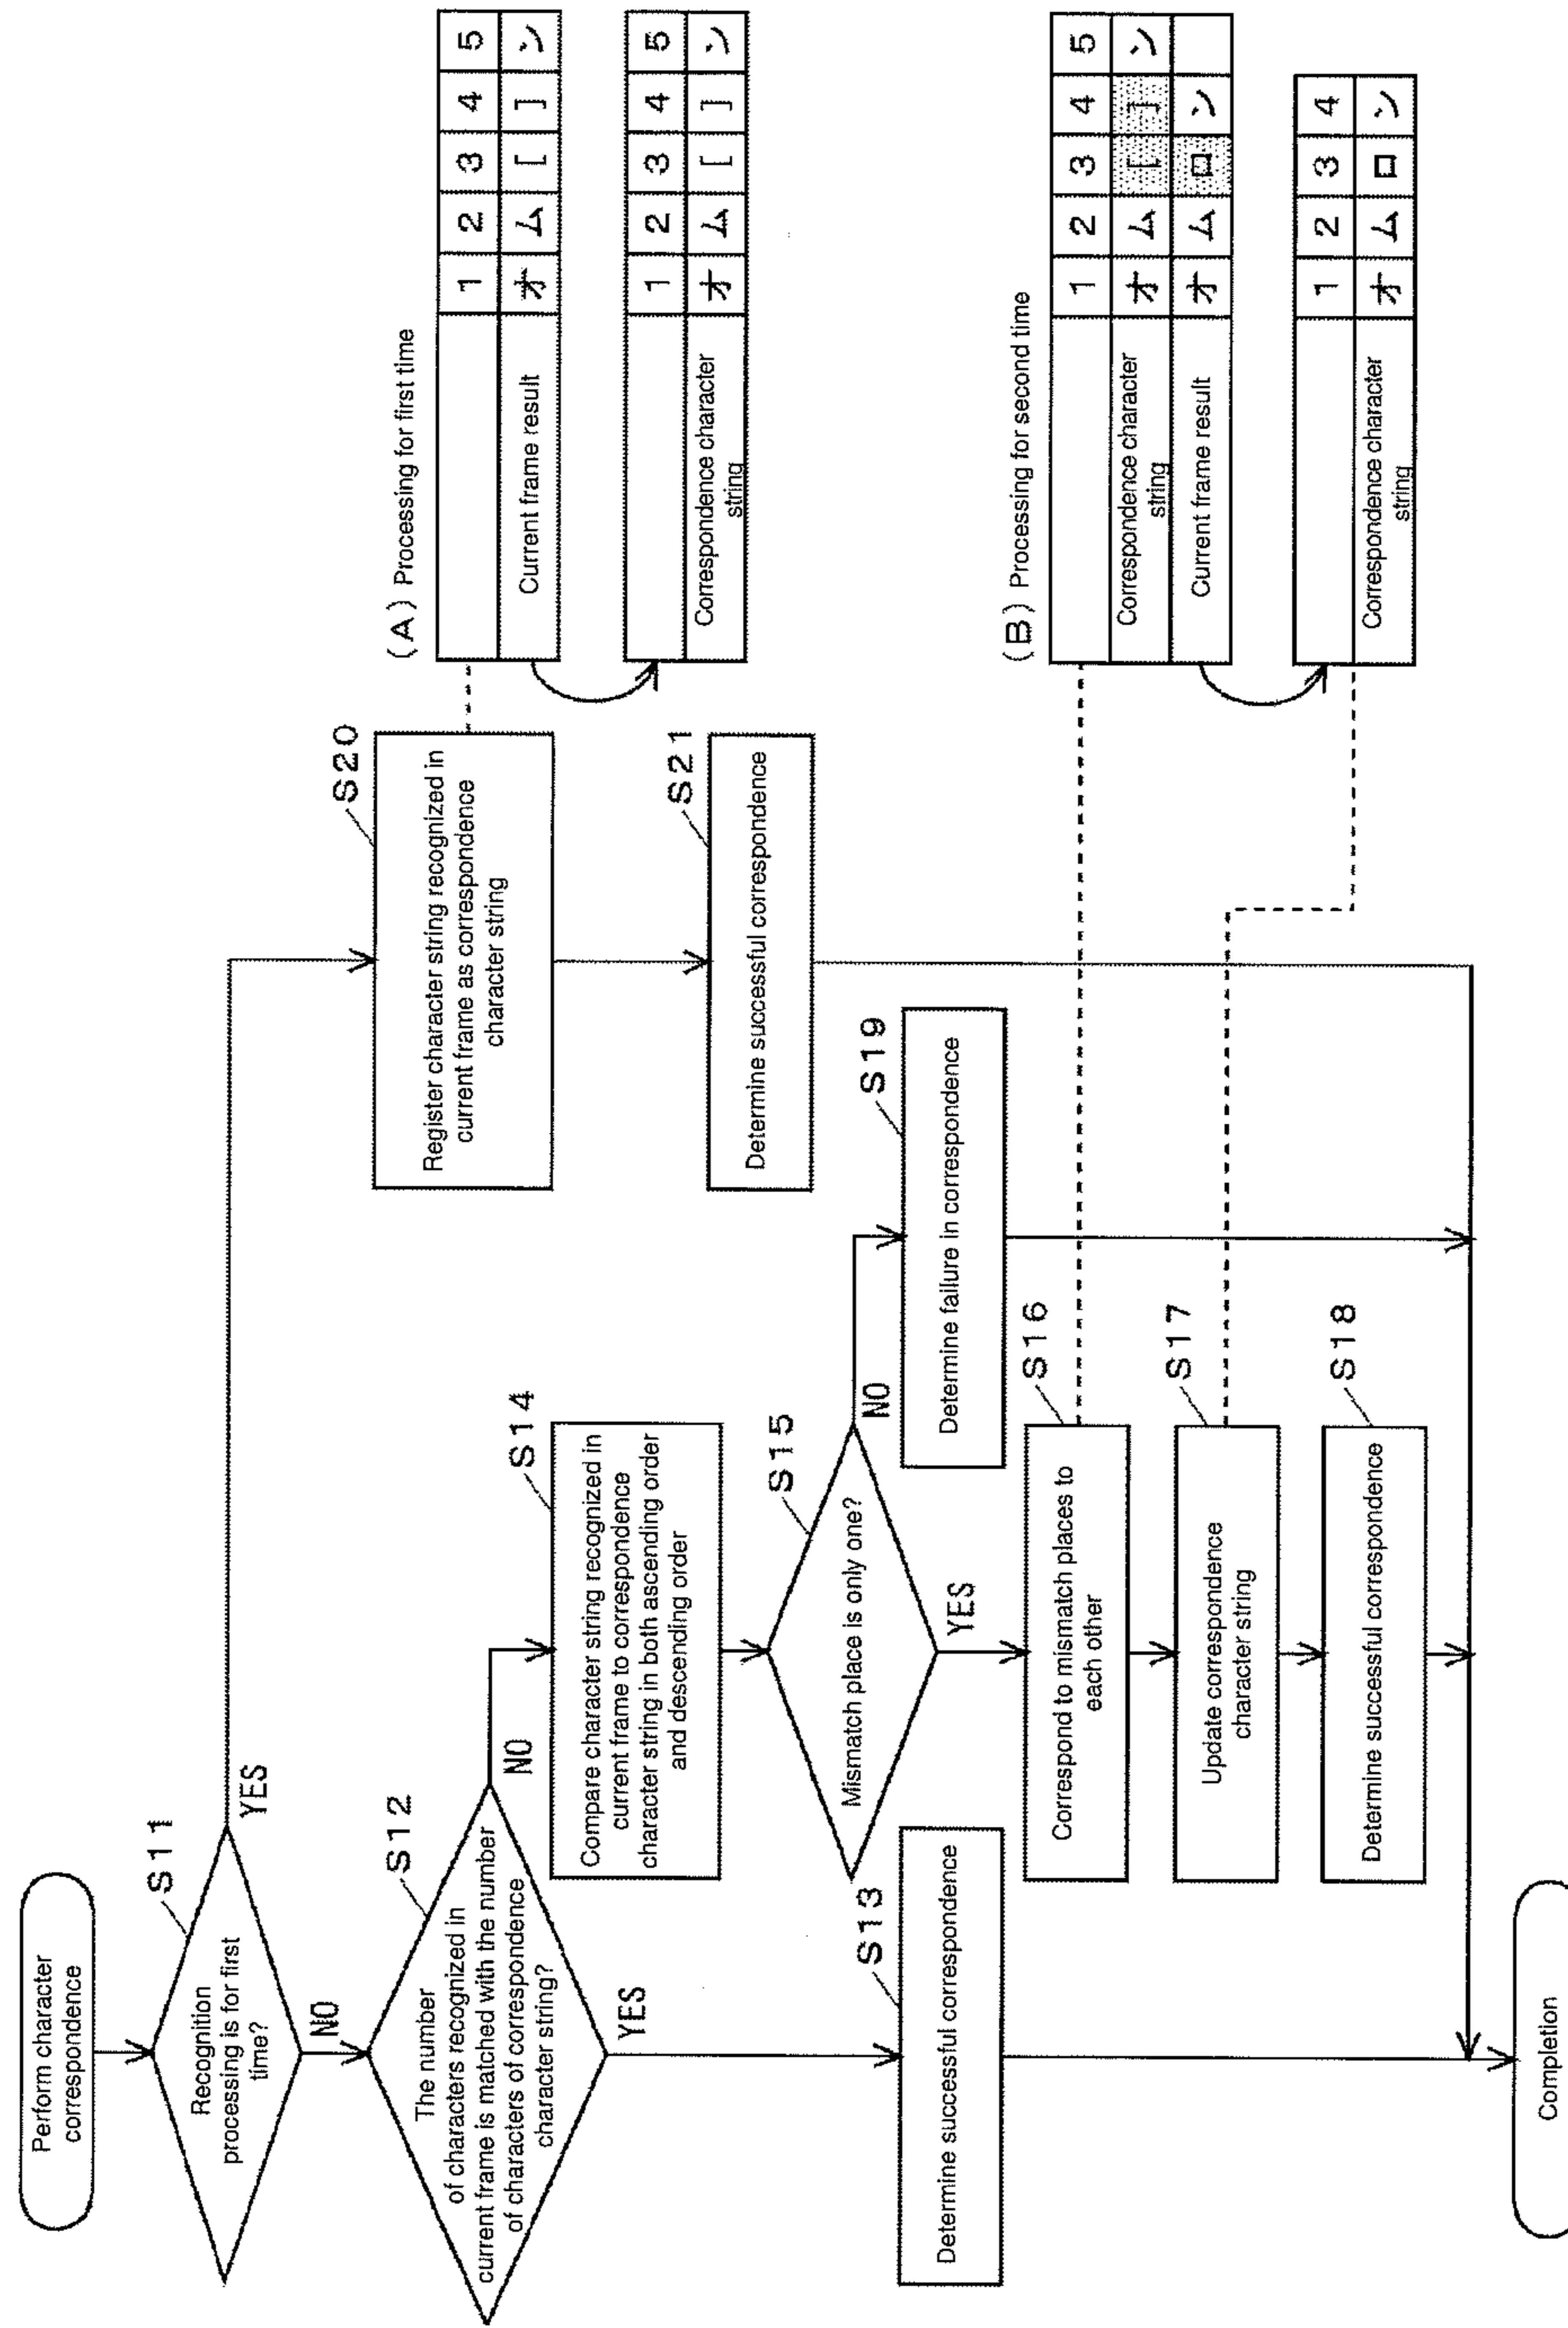 Perform character
correspondence
S11
Recognition
processing is for first
time?
YES
NO
S12
The number
of characters recognized in
current frame is matched with the number
of characters of correspondence
character string?
NO
YES
S13
Determine successful correspondence
S14
Compare character string recognized in
current frame to correspondence
character string in both ascending order
and descending order
S15
Mismatch place is only one?
NO
YES
S16
Correspond to mismatch places to
each other
S17
Update correspondence
character string
S18
Determine successful correspondence
S19
Determine failure in correspondence
S20
Register character string recognized in
current frame as correspondence
character string
S21
Determine successful correspondence
Completion
(A) Processing for first time
1 2 3 4 5
Current frame result オ ム [ ] ン
1 2 3 4 5
Correspondence character
string オ ム [ ] ン
(B) Processing for second time
1 2 3 4 5
Correspondence character
string オ ム [ ] ン
Current frame result オ ム ロ ン
1 2 3 4
Correspondence character
string オ ム ロ ン